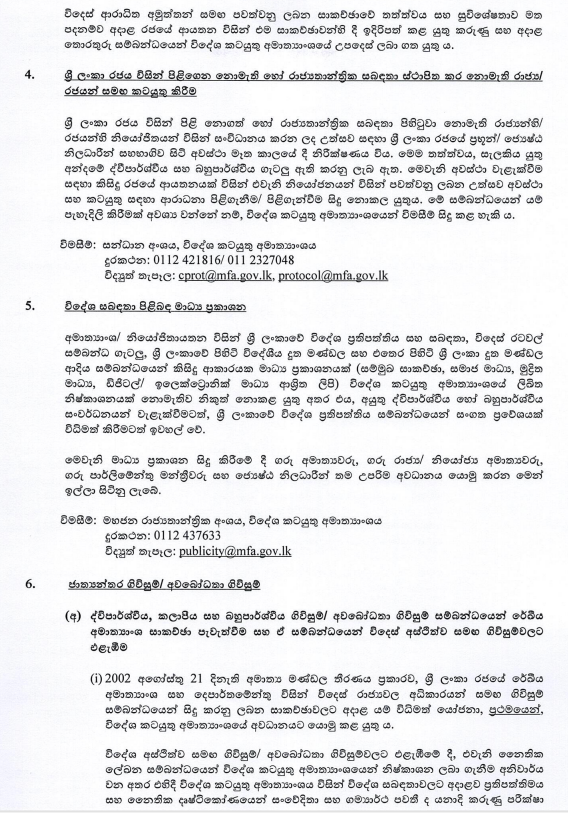 විදෙස් ආරාධිත අමුත්තන් සමඟ පවත්වනු ලබන සාකච්ඡාවේ තත්ත්වය සහ සුවිශේෂතාව මත
පදනම්ව අදාළ රජයේ ආයතන විසින් එම සාකච්ඡාවන්හි දී ඉදිරිපත් කළ යුතු කරුණු සහ අදාළ
තොරතුරු සම්බන්ධයෙන් විදේශ කටයුතු අමාත්‍යාංශයේ උපදෙස් ලබා ගත යුතු ය.
4. ශ්‍රී ලංකා රජය විසින් පිළිගෙන නොමැති හෝ රාජ්‍යතාන්ත්‍රික සබඳතා ස්ථාපිත කර නොමැති රාජ්‍ය/
රජයන් සමඟ කටයුතු කිරීම
ශ්‍රී ලංකා රජය විසින් පිළි නොගත් හෝ රාජ්‍යතාන්ත්‍රික සබඳතා පිහිටුවා නොමැති රාජ්‍යන්හි/
රජයන්හි නියෝජිතයන් විසින් සංවිධානය කරන ලද උත්සව සඳහා ශ්‍රී ලංකා රජයේ ප්‍රභූන්/ ජ්‍යෙෂ්ඨ
නිලධාරීන් සහභාගිව සිටි අවස්ථා මෑත කාලයේ දී නිරීක්ෂණය විය. මෙම තත්ත්වය, සැලකිය යුතු
අන්දමේ ද්විපාර්ශ්වීය සහ බහුපාර්ශ්වීය ගැටලු ඇති කරනු ලැබ ඇත. මෙවැනි අවස්ථා වැළැක්වීම
සඳහා කිසිදු රජයේ ආයතනයක් විසින් එවැනි නියෝජනයන් විසින් පවත්වනු ලබන උත්සව අවස්ථා
සහ කටයුතු සඳහා ආරාධනා පිළිගැනීම/ පිළිගැන්වීම සිදු නොකල යුතුය. මේ සම්බන්ධයෙන් යම්
පැහැදිලි කිරීමක් අවශ්‍ය වන්නේ නම්, විදේශ කටයුතු අමාත්‍යාංශයෙන් විමසීම් සිදු කළ හැකි ය.
විමසීම්: සන්ධාන අංශය, විදේශ කටයුතු අමාත්‍යාංශය
දුරකථන: 0112 421816/ 011 2327048
විද්‍යුත් තැපෑල: cprot@mfa.gov.lk, protocol@mfa.gov.lk
5. විදේශ සබඳතා පිළිබඳ මාධ්‍ය ප්‍රකාශන
අමාත්‍යාංශ/ නියෝජිතායතන විසින් ශ්‍රී ලංකාවේ විදේශ ප්‍රතිපත්තිය සහ සබඳතා, විදෙස් රටවල්
සම්බන්ධ ගැටලු, ශ්‍රී ලංකාවේ පිහිටි විදේශීය දූත මණ්ඩල සහ එතෙර පිහිටි ශ්‍රී ලංකා දූත මණ්ඩල
ආදිය සම්බන්ධයෙන් කිසිදු ආකාරයක මාධ්‍ය ප්‍රකාශනයක් (සම්මුඛ සාකච්ඡා, සමාජ මාධ්‍ය, මුද්‍රිත
මාධ්‍ය, ඩිජිටල්/ ඉලෙක්ට්‍රොනික් මාධ්‍ය ආශ්‍රිත ලිපි) විදේශ කටයුතු අමාත්‍යාංශයේ ලිඛිත
නිෂ්කාශනයක් නොමැතිව නිකුත් නොකළ යුතු අතර එය, අයුතු ද්විපාර්ශ්වීය හෝ බහුපාර්ශ්වීය
සංවර්ධනයන් වැළැක්වීමටත්, ශ්‍රී ලංකාවේ විදේශ ප්‍රතිපත්තිය සම්බන්ධයෙන් සංගත ප්‍රවේශයක්
විධිමත් කිරීමටත් ඉවහල් වේ.
මෙවැනි මාධ්‍ය ප්‍රකාශන සිදු කිරීමේ දී ගරු අමාත්‍යවරු, ගරු රාජ්‍ය/ නියෝජ්‍ය අමාත්‍යවරු,
ගරු පාර්ලිමේන්තු මන්ත්‍රීවරු සහ ජ්‍යෙෂ්ඨ නිලධාරීන් තම උපරිම අවධානය යොමු කරන මෙන්
ඉල්ලා සිටිනු ලැබේ.
විමසීම්: මහජන රාජ්‍යතාන්ත්‍රික අංශය, විදේශ කටයුතු අමාත්‍යාංශය
දුරකථන: 0112 437633
විද්‍යුත් තැපෑල: publicity@mfa.gov.lk
6. ජාත්‍යන්තර ගිවිසුම්/ අවබෝධතා ගිවිසුම්
(අ) ද්විපාර්ශ්වීය, කලාපීය සහ බහුපාර්ශ්වීය ගිවිසුම්/ අවබෝධතා ගිවිසුම් සම්බන්ධයෙන් රේඛීය
අමාත්‍යාංශ සාකච්ඡා පැවැත්වීම සහ ඒ සම්බන්ධයෙන් විදෙස් අස්ථිත්ව සමඟ ගිවිසුම්වලට
එළැඹීම
(i) 2002 අගෝස්තු 21 දිනැති අමාත්‍ය මණ්ඩල තීරණය ප්‍රකාරව, ශ්‍රී ලංකා රජයේ රේඛීය
අමාත්‍යාංශ සහ දෙපාර්තමේන්තු විසින් විදෙස් රාජ්‍යවල අධිකාරයන් සමඟ ගිවිසුම්
සම්බන්ධයෙන් සිදු කරනු ලබන සාකච්ඡාවලට අදාළ යම් විධිමත් යෝජනා, ප්‍රථමයෙන්,
විදේශ කටයුතු අමාත්‍යාංශයේ අවධානයට යොමු කළ යුතු ය.
විදේශ අස්ථිත්ව සමඟ ගිවිසුම්/ අවබෝධතා ගිවිසුම්වලට එළැඹීමේ දී, එවැනි නෛතික
ලේඛන සම්බන්ධයෙන් විදේශ කටයුතු අමාත්‍යාංශයෙන් නිෂ්කාශන ලබා ගැනීම අනිවාර්ය
වන අතර එහිදී විදේශ කටයුතු අමාත්‍යාංශය විසින් විදේශ සබඳතාවලට අදාළව ප්‍රතිපත්තිමය
සහ නෛතික දෘෂ්ටිකෝණයෙන් සංවේදිතා සහ ගම්‍යාර්ථ පවතී ද යනාදි කරුණු පරීක්ෂා